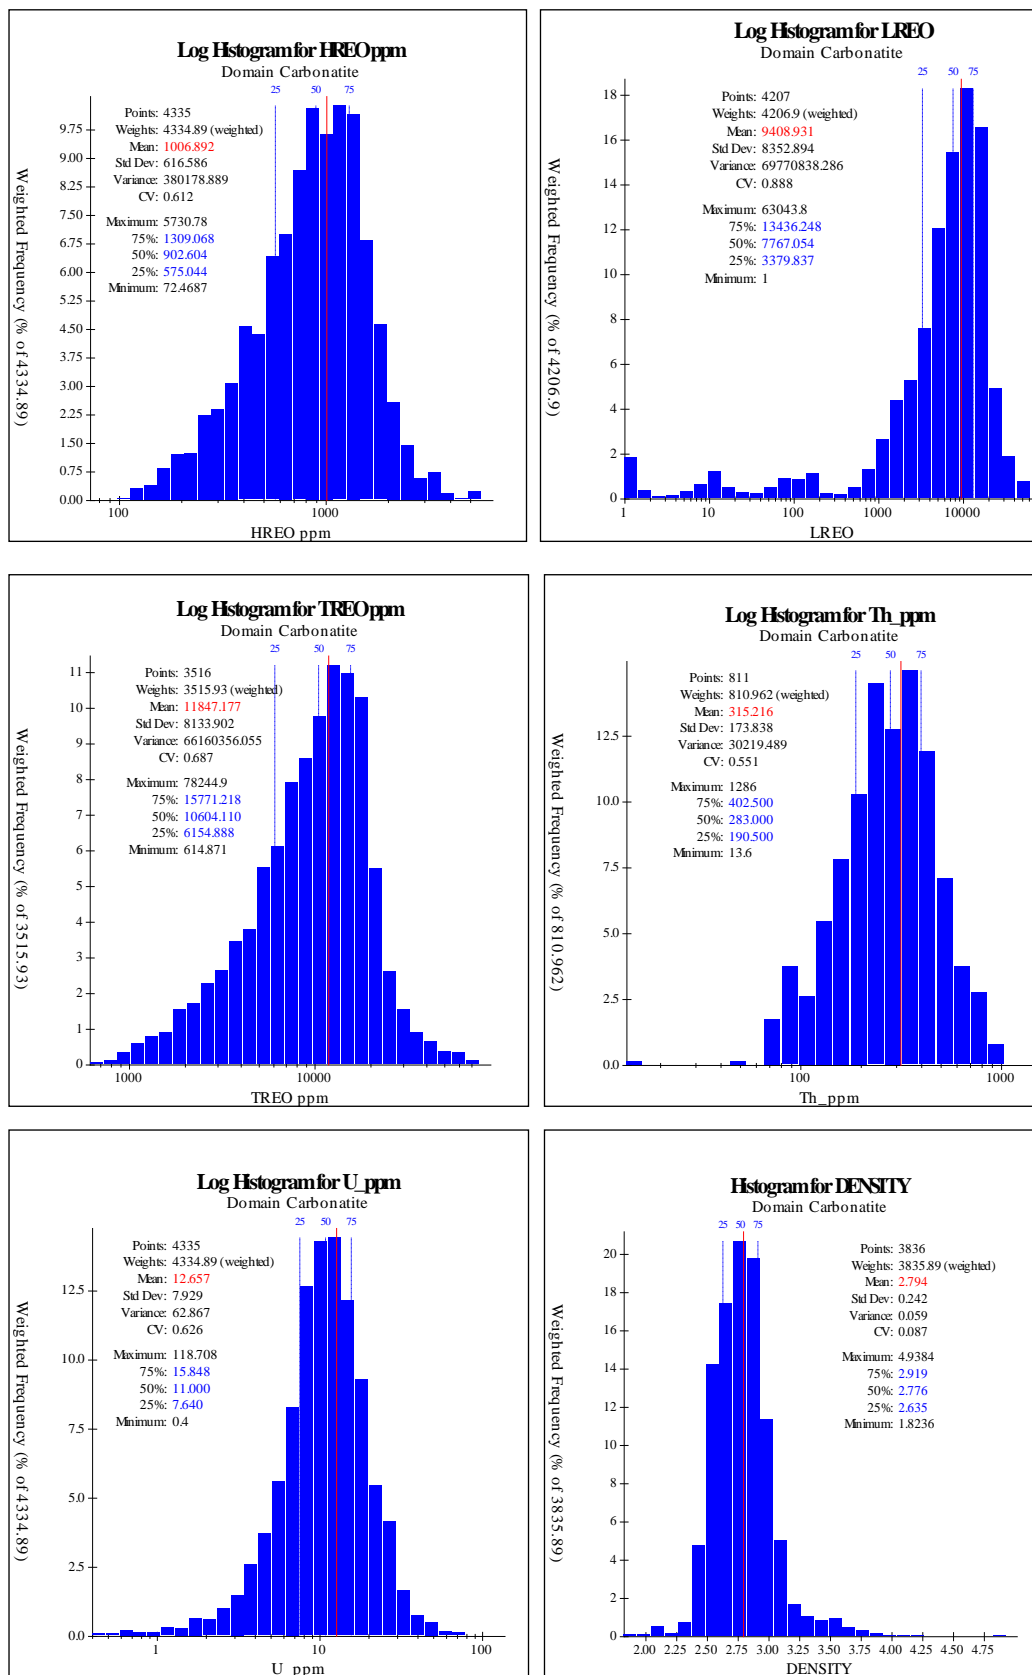 Log Histogram for HREO ppm
Domain Carbonatite
25 50 75
Points: 4335
Weights: 4334.89 (weighted)
Mean: 1006.892
Std Dev: 616.586
Variance: 380178.889
CV: 0.612
Maximum: 5730.78
75%: 1309.068
50%: 902.604
25%: 575.044
Minimum: 72.4687
Weighted Frequency (% of 4334.89)
9.75
9.00
8.25
7.50
6.75
6.00
5.25
4.50
3.75
3.00
2.25
1.50
0.75
0.00
100 1000
HREO ppm
Log Histogram for LREO
Domain Carbonatite
25 50 75
Points: 4207
Weights: 4206.9 (weighted)
Mean: 9408.931
Std Dev: 8352.894
Variance: 69770838.286
CV: 0.888
Maximum: 63043.8
75%: 13436.248
50%: 7767.054
25%: 3379.837
Minimum: 1
Weighted Frequency (% of 4206.9)
18
16
14
12
10
8
6
4
2
0
1 10 100 1000 10000
LREO
Log Histogram for TREO ppm
Domain Carbonatite
25 50 75
Points: 3516
Weights: 3515.93 (weighted)
Mean: 11847.177
Std Dev: 8133.902
Variance: 66160356.055
CV: 0.687
Maximum: 78244.9
75%: 15771.218
50%: 10604.110
25%: 6154.888
Minimum: 614.871
Weighted Frequency (% of 3515.93)
11
10
9
8
7
6
5
4
3
2
1
0
1000 10000
TREO ppm
Log Histogram for Th_ppm
Domain Carbonatite
25 50 75
Points: 811
Weights: 810.962 (weighted)
Mean: 315.216
Std Dev: 173.838
Variance: 30219.489
CV: 0.551
Maximum: 1286
75%: 402.500
50%: 283.000
25%: 190.500
Minimum: 13.6
Weighted Frequency (% of 810.962)
12.5
10.0
7.5
5.0
2.5
0.0
100 1000
Th_ppm
Log Histogram for U_ppm
Domain Carbonatite
25 50 75
Points: 4335
Weights: 4334.89 (weighted)
Mean: 12.657
Std Dev: 7.929
Variance: 62.867
CV: 0.626
Maximum: 118.708
75%: 15.848
50%: 11.000
25%: 7.640
Minimum: 0.4
Weighted Frequency (% of 4334.89)
12.5
10.0
7.5
5.0
2.5
0.0
1 10 100
U_ppm
Histogram for DENSITY
Domain Carbonatite
25 50 75
Points: 3836
Weights: 3835.89 (weighted)
Mean: 2.794
Std Dev: 0.242
Variance: 0.059
CV: 0.087
Maximum: 4.9384
75%: 2.919
50%: 2.776
25%: 2.635
Minimum: 1.8236
Weighted Frequency (% of 3835.89)
20
18
16
14
12
10
8
6
4
2
0
2.00 2.25 2.50 2.75 3.00 3.25 3.50 3.75 4.00 4.25 4.50 4.75
DENSITY